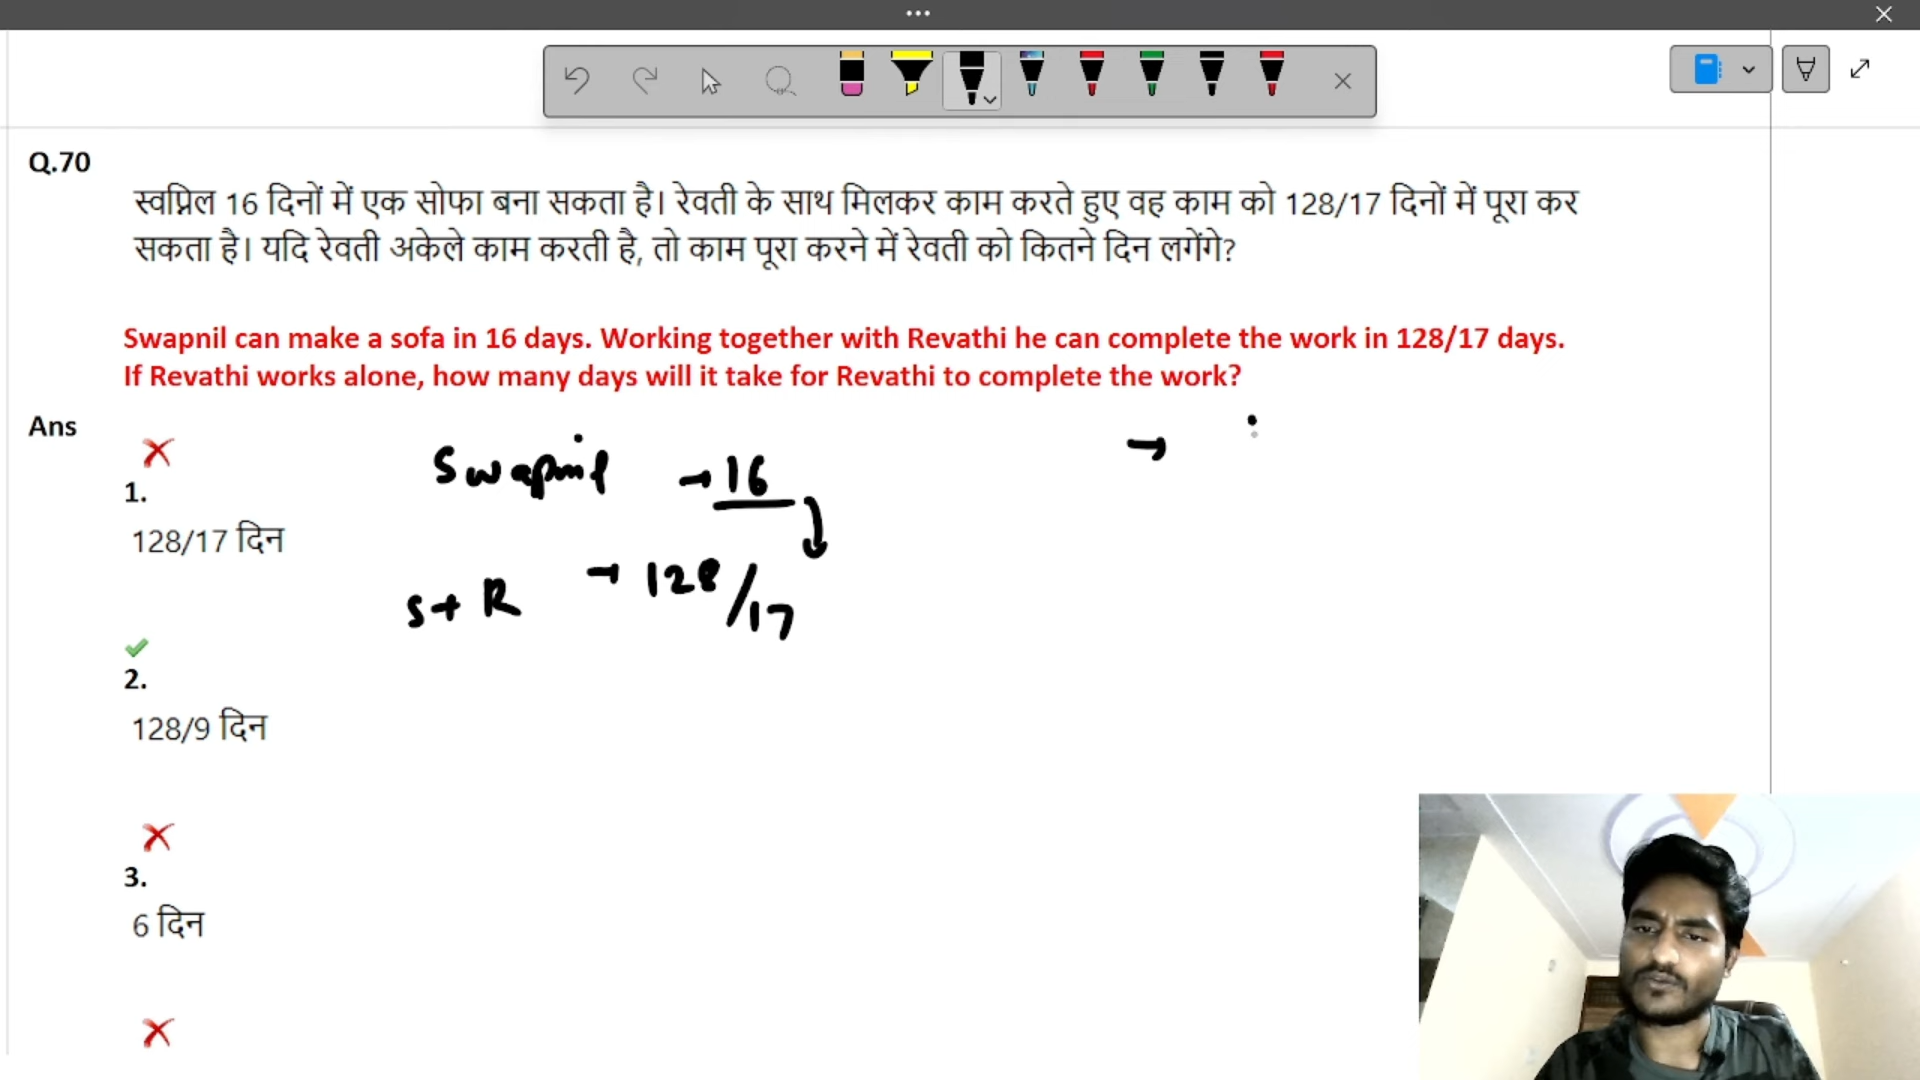 Q.70
स्वप्निल 16 दिनों में एक सोफा बना सकता है। रेवती के साथ मिलकर काम करते हुए वह काम को 128/17 दिनों में पूरा कर
सकता है। यदि रेवती अकेले काम करती है, तो काम पूरा करने में रेवती को कितने दिन लगेंगे?
Swapnil can make a sofa in 16 days. Working together with Revathi he can complete the work in 128/17 days.
If Revathi works alone, how many days will it take for Revathi to complete the work?
Ans
Swapnil → 16
→
1.
128/17 दिन
S+R → 128/17
2.
128/9 दिन
3.
6 दिन